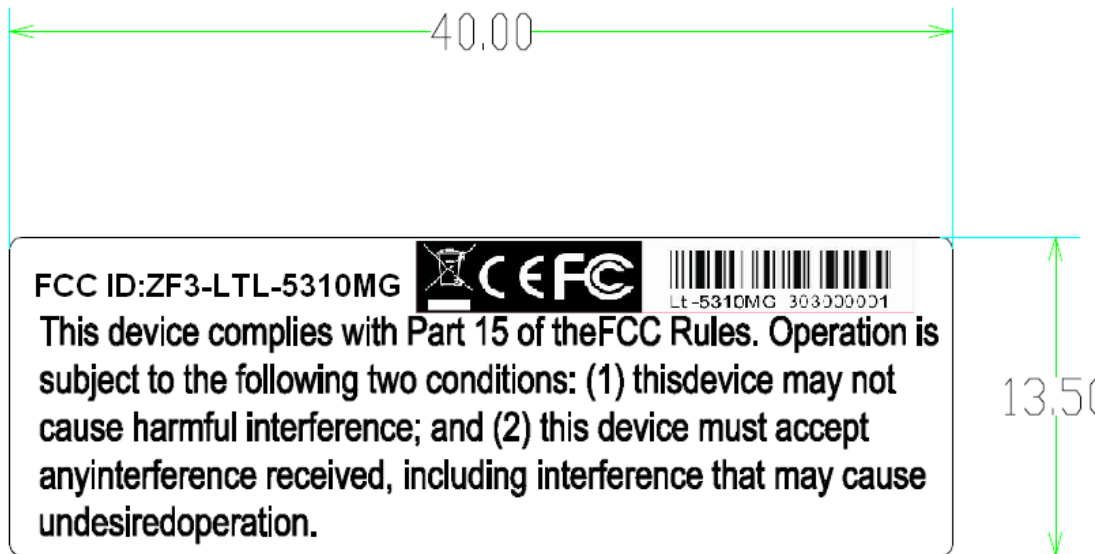 40.00
FCC ID:ZF3-LTL-5310MG CE FC
Lt-5310MG 303000001
This device complies with Part 15 of theFCC Rules. Operation is
subject to the following two conditions: (1) thisdevice may not
cause harmful interference; and (2) this device must accept
anyinterference received, including interference that may cause
undesiredoperation.
13.50